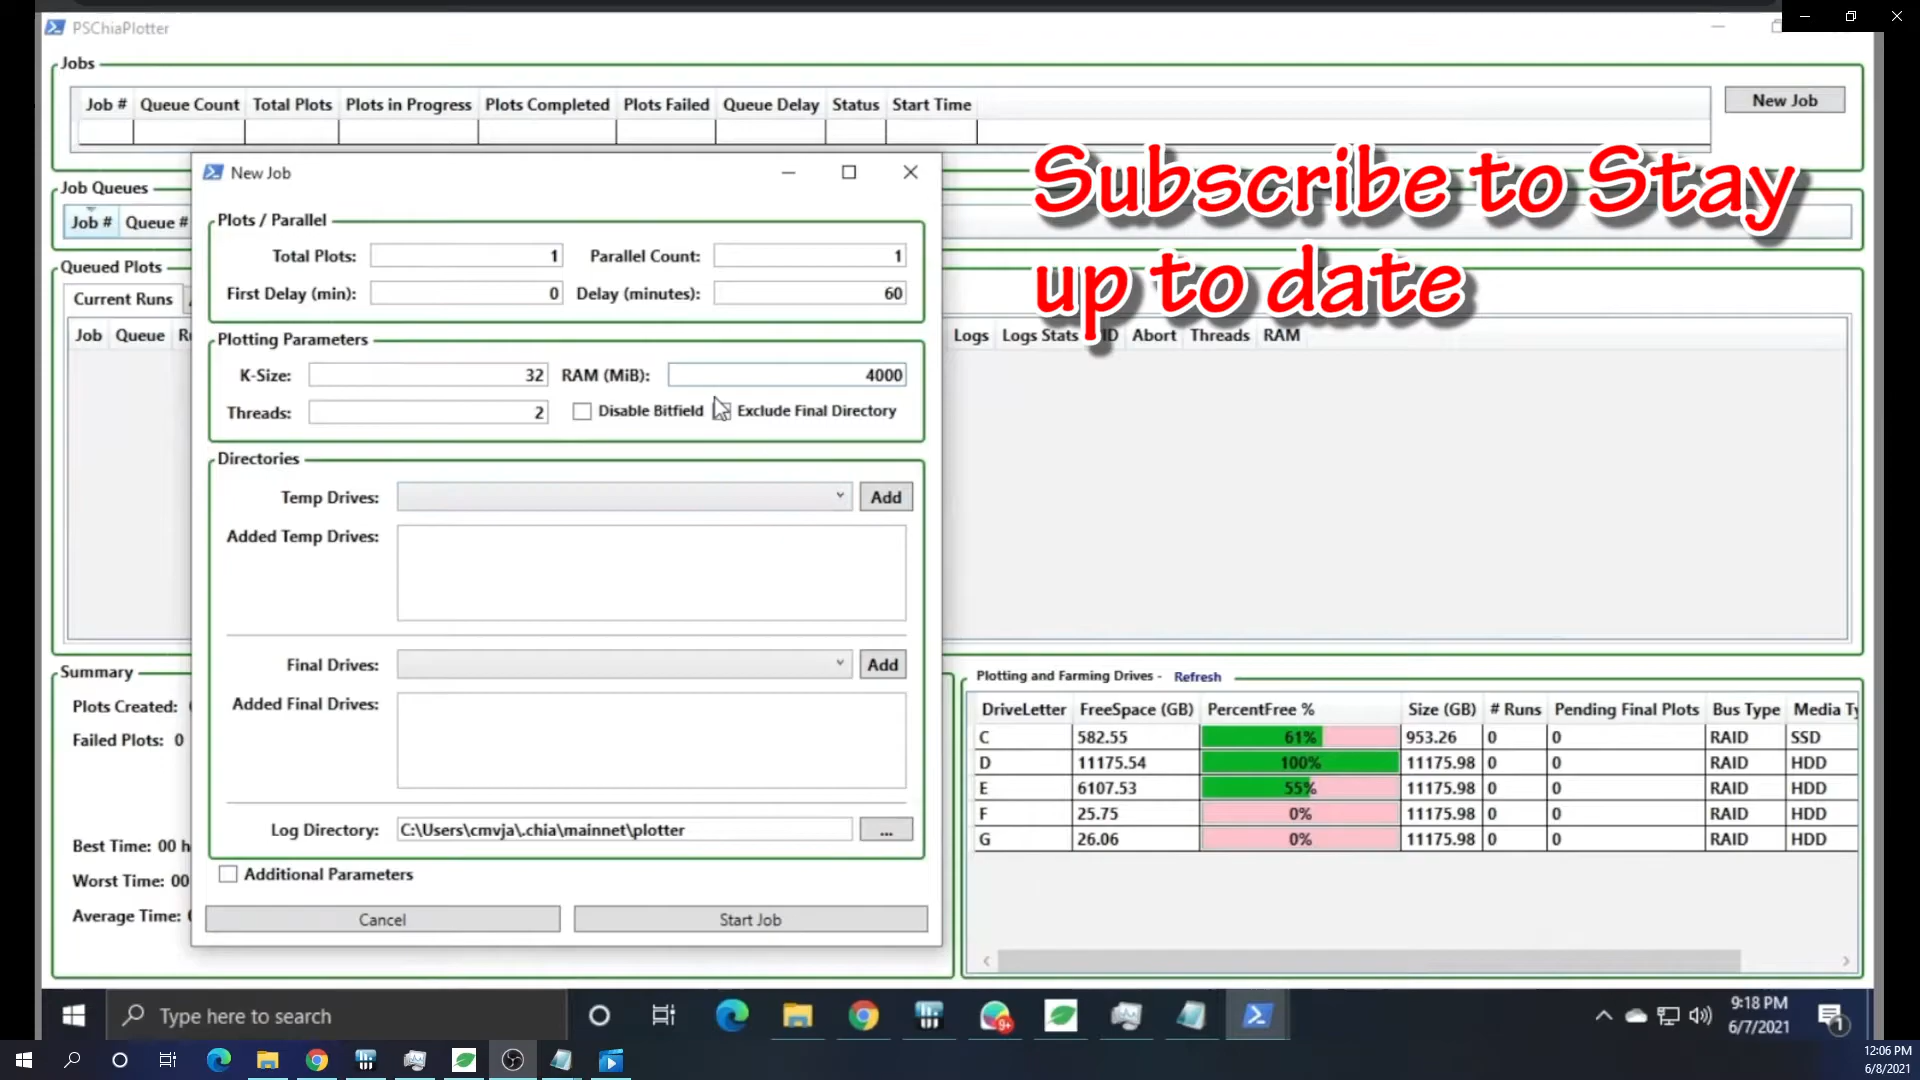 PSChiaPlotter
Jobs
Job # Queue Count Total Plots Plots in Progress Plots Completed Plots Failed Queue Delay Status Start Time
New Job
Subscribe to Stay
up to date
Job Queues
Job # Queue #
Queued Plots
Current Runs
Job Queue Logs Logs Stats Abort Threads RAM
New Job
Plots / Parallel
Total Plots: 1 Parallel Count: 1
First Delay (min): 0 Delay (minutes): 60
Plotting Parameters
K-Size: 32 RAM (MiB): 4000
Threads: 2 Disable Bitfield Exclude Final Directory
Directories
Temp Drives: Add
Added Temp Drives:
Final Drives: Add
Added Final Drives:
Log Directory: C:\Users\cmvja\.chia\mainnet\plotter ...
Additional Parameters
Cancel Start Job
Summary
Plots Created:
Failed Plots: 0
Best Time: 00 h
Worst Time: 00
Average Time:
Plotting and Farming Drives - Refresh
DriveLetter FreeSpace (GB) PercentFree % Size (GB) # Runs Pending Final Plots Bus Type Media Ty
C 582.55 61% 953.26 0 0 RAID SSD
D 11175.54 100% 11175.98 0 0 RAID HDD
E 6107.53 55% 11175.98 0 0 RAID HDD
F 25.75 0% 11175.98 0 0 RAID HDD
G 26.06 0% 11175.98 0 0 RAID HDD
Type here to search
9+
9:18 PM
6/7/2021
1
12:06 PM
6/8/2021